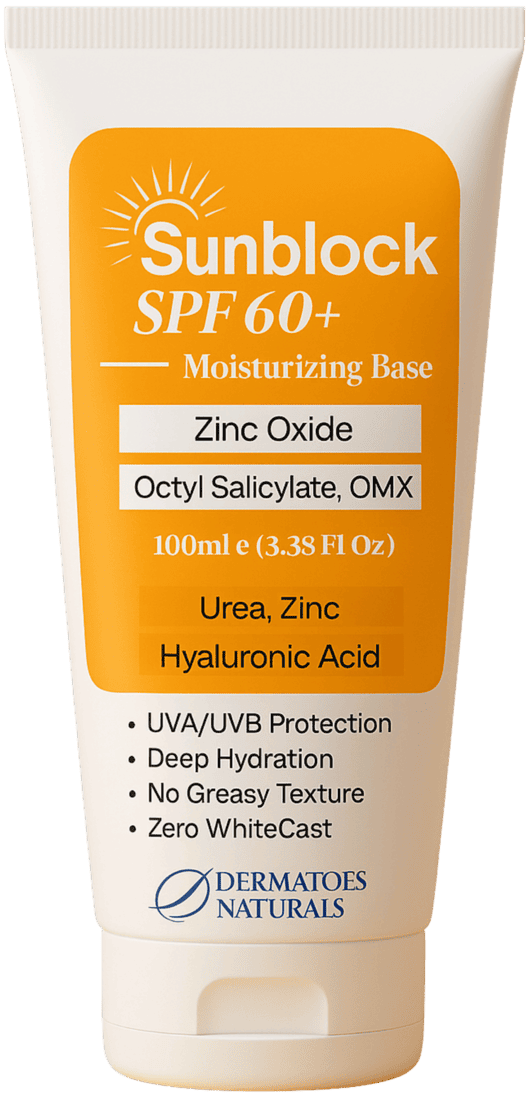 Sunblock
SPF 60+
Moisturizing Base
Zinc Oxide
Octyl Salicylate, OMX
100ml e (3.38 Fl Oz)
Urea, Zinc
Hyaluronic Acid
• UVA/UVB Protection
• Deep Hydration
• No Greasy Texture
• Zero WhiteCast
DERMATOES
NATURALS